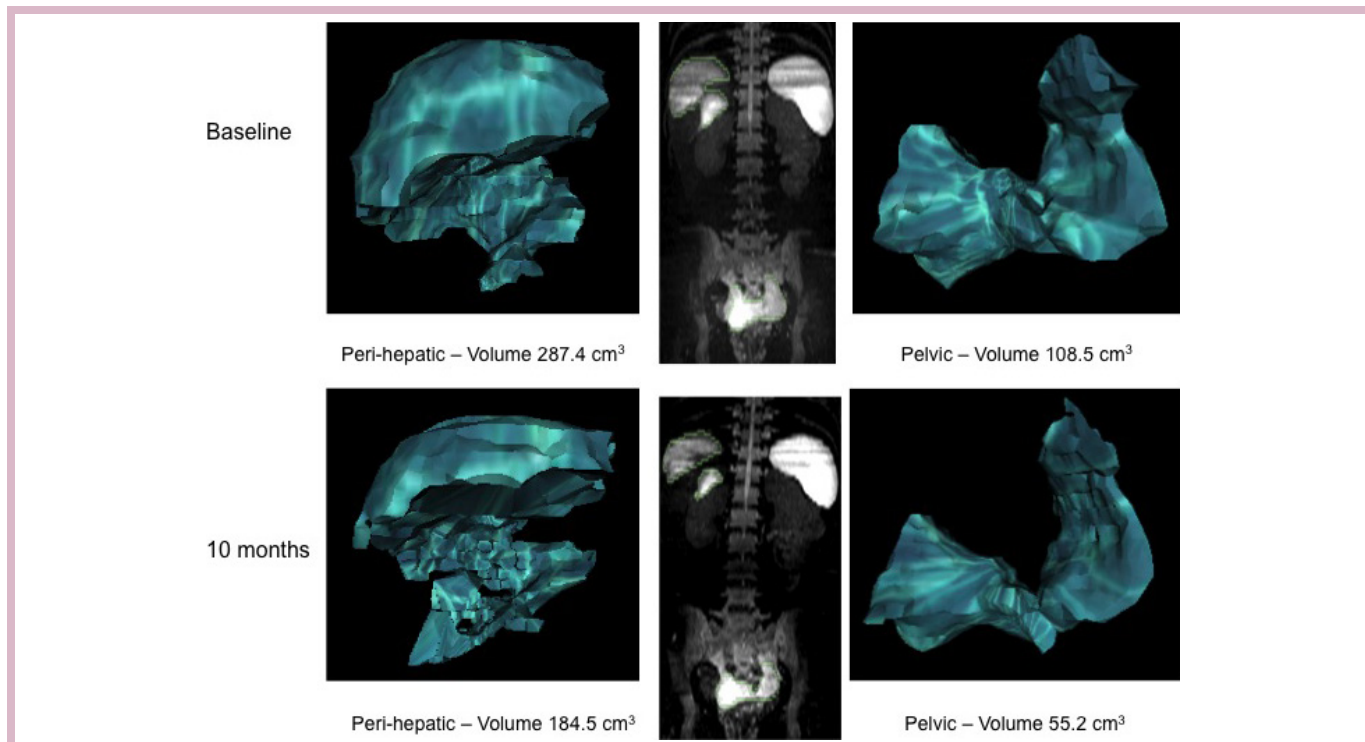 Baseline
Peri-hepatic – Volume 287.4 cm³
Pelvic – Volume 108.5 cm³
10 months
Peri-hepatic – Volume 184.5 cm³
Pelvic – Volume 55.2 cm³